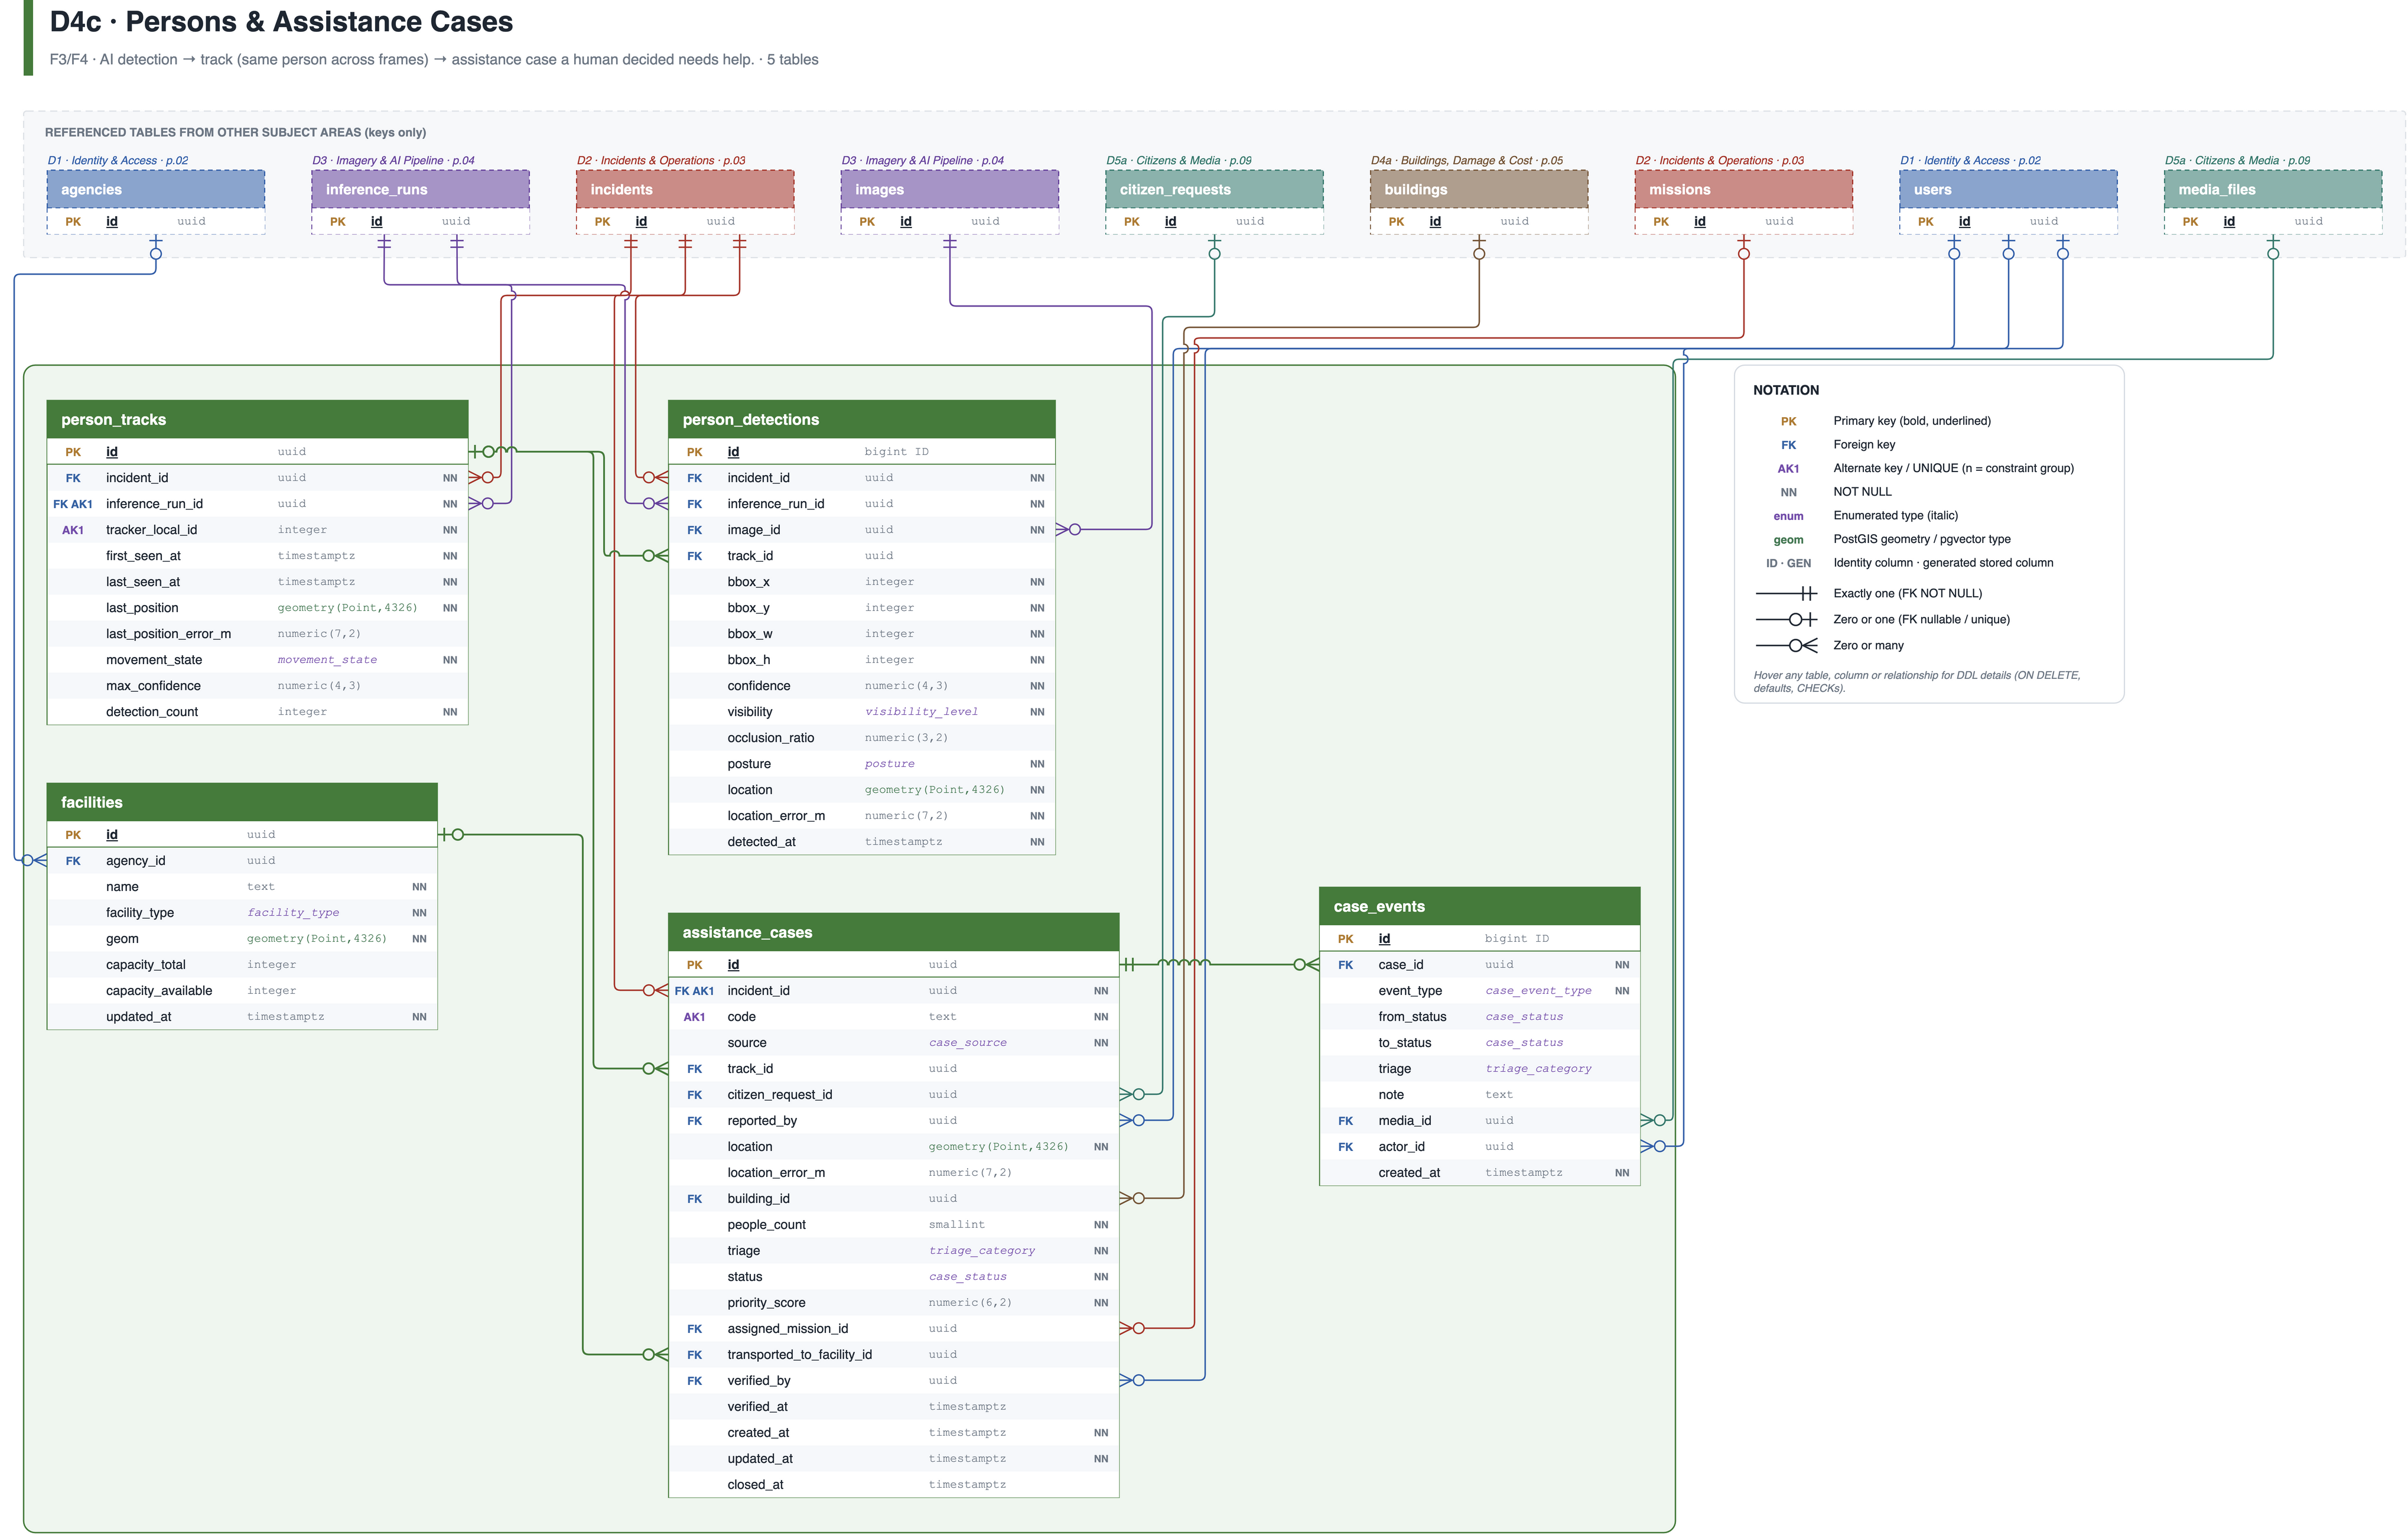 D4c · Persons & Assistance Cases
F3/F4 · AI detection → track (same person across frames) → assistance case a human decided needs help. · 5 tables
REFERENCED TABLES FROM OTHER SUBJECT AREAS (keys only)
D1 · Identity & Access · p.02
agencies
PK id uuid
D3 · Imagery & AI Pipeline · p.04
inference_runs
PK id uuid
D2 · Incidents & Operations · p.03
incidents
PK id uuid
D3 · Imagery & AI Pipeline · p.04
images
PK id uuid
D5a · Citizens & Media · p.09
citizen_requests
PK id uuid
D4a · Buildings, Damage & Cost · p.05
buildings
PK id uuid
D2 · Incidents & Operations · p.03
missions
PK id uuid
D1 · Identity & Access · p.02
users
PK id uuid
D5a · Citizens & Media · p.09
media_files
PK id uuid
person_tracks
PK id uuid
FK incident_id uuid NN
FK AK1 inference_run_id uuid NN
AK1 tracker_local_id integer NN
first_seen_at timestamptz NN
last_seen_at timestamptz NN
last_position geometry(Point,4326) NN
last_position_error_m numeric(7,2)
movement_state movement_state NN
max_confidence numeric(4,3)
detection_count integer NN
person_detections
PK id bigint ID
FK incident_id uuid NN
FK inference_run_id uuid NN
FK image_id uuid NN
FK track_id uuid
bbox_x integer NN
bbox_y integer NN
bbox_w integer NN
bbox_h integer NN
confidence numeric(4,3) NN
visibility visibility_level NN
occlusion_ratio numeric(3,2)
posture posture NN
location geometry(Point,4326) NN
location_error_m numeric(7,2) NN
detected_at timestamptz NN
NOTATION
PK Primary key (bold, underlined)
FK Foreign key
AK1 Alternate key / UNIQUE (n = constraint group)
NN NOT NULL
enum Enumerated type (italic)
geom PostGIS geometry / pgvector type
ID · GEN Identity column · generated stored column
Exactly one (FK NOT NULL)
Zero or one (FK nullable / unique)
Zero or many
Hover any table, column or relationship for DDL details (ON DELETE,
defaults, CHECKs).
facilities
PK id uuid
FK agency_id uuid
name text NN
facility_type facility_type NN
geom geometry(Point,4326) NN
capacity_total integer
capacity_available integer
updated_at timestamptz NN
assistance_cases
PK id uuid
FK AK1 incident_id uuid NN
AK1 code text NN
source case_source NN
FK track_id uuid
FK citizen_request_id uuid
FK reported_by uuid
location geometry(Point,4326) NN
location_error_m numeric(7,2)
FK building_id uuid
people_count smallint NN
triage triage_category NN
status case_status NN
priority_score numeric(6,2) NN
FK assigned_mission_id uuid
FK transported_to_facility_id uuid
FK verified_by uuid
verified_at timestamptz
created_at timestamptz NN
updated_at timestamptz NN
closed_at timestamptz
case_events
PK id bigint ID
FK case_id uuid NN
event_type case_event_type NN
from_status case_status
to_status case_status
triage triage_category
note text
FK media_id uuid
FK actor_id uuid
created_at timestamptz NN